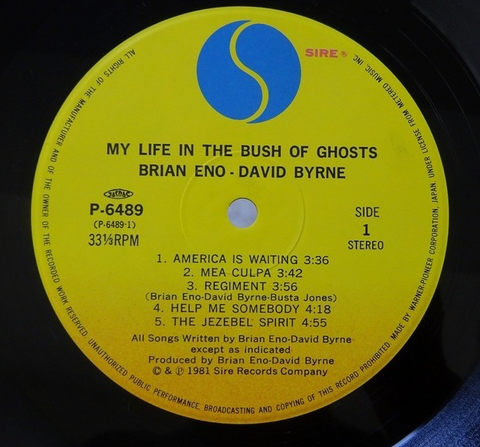 SIRE®
MY LIFE IN THE BUSH OF GHOSTS
BRIAN ENO - DAVID BYRNE
P-6489
(P-6489-1)
33⅓RPM
SIDE
1
STEREO
1. AMERICA IS WAITING 3:36
2. MEA CULPA 3:42
3. REGIMENT 3:56
(Brian Eno-David Byrne-Busta Jones)
4. HELP ME SOMEBODY 4:18
5. THE JEZEBEL SPIRIT 4:55
All Songs Written by Brian Eno-David Byrne
except as indicated
Produced by Brian Eno-David Byrne
© & ℗ 1981 Sire Records Company
ALL RIGHTS OF THE MANUFACTURER AND OF THE OWNER OF THE RECORDED WORK RESERVED. UNAUTHORIZED PUBLIC PERFORMANCE, BROADCASTING AND COPYING OF THIS RECORD PROHIBITED. MADE BY WARNER-PIONEER CORPORATION, JAPAN UNDER LICENSE FROM METERED MUSIC, INC.